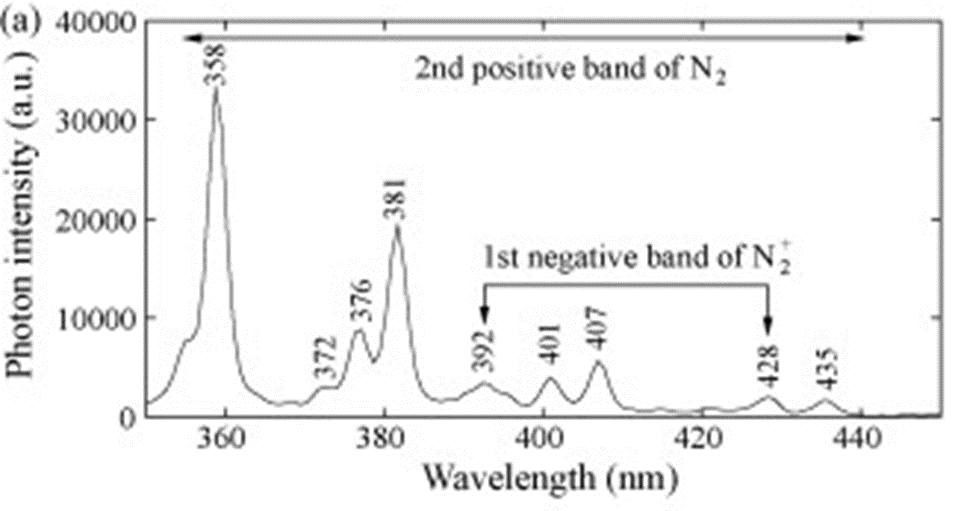 (a)
40000
2nd positive band of N₂
358
30000
20000
381
1st negative band of N₂⁺
10000
376
372
392
401
407
428
435
0
360 380 400 420 440
Wavelength (nm)
Photon intensity (a.u.)